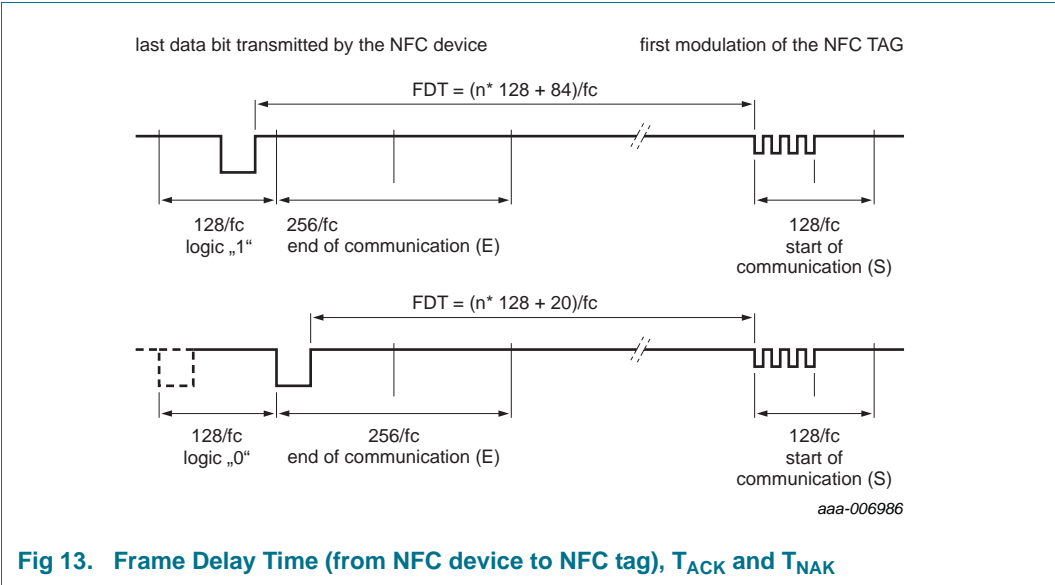 last data bit transmitted by the NFC device
first modulation of the NFC TAG
FDT = (n* 128 + 84)/fc
128/fc
logic „1“
256/fc
end of communication (E)
128/fc
start of
communication (S)
FDT = (n* 128 + 20)/fc
128/fc
logic „0“
256/fc
end of communication (E)
128/fc
start of
communication (S)
aaa-006986
Fig 13. Frame Delay Time (from NFC device to NFC tag), TACK and TNAK